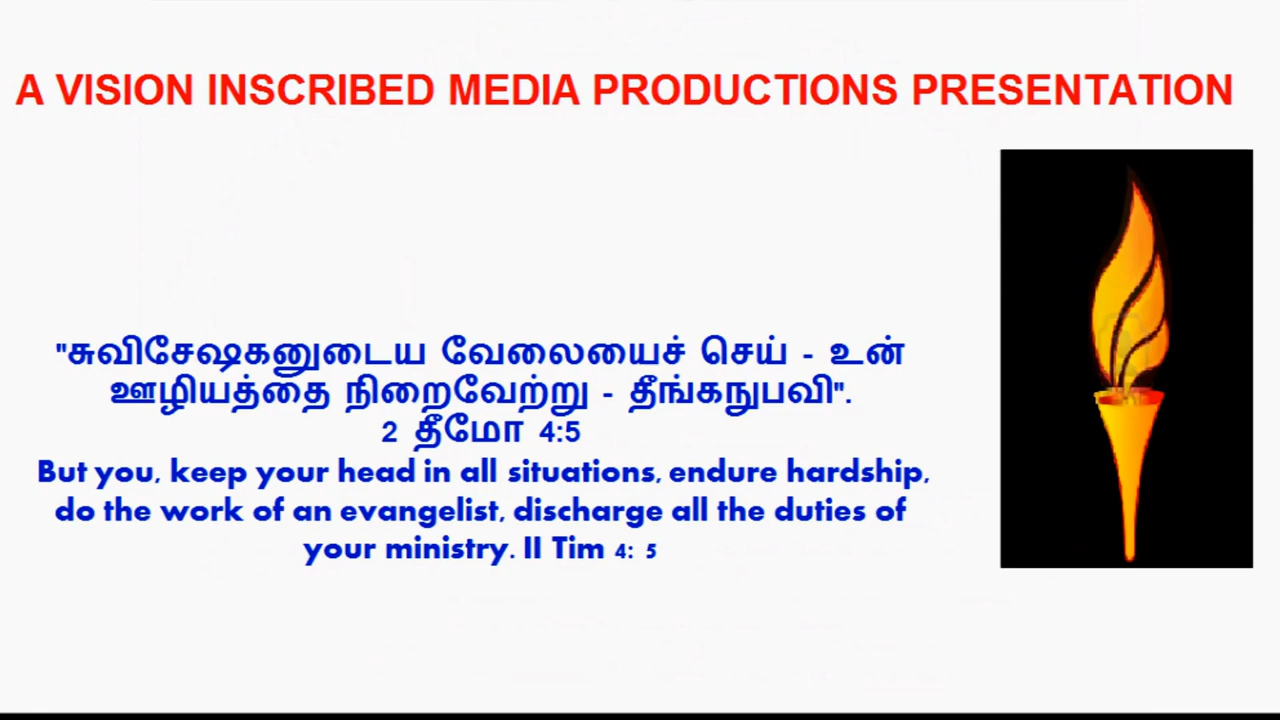 A VISION INSCRIBED MEDIA PRODUCTIONS PRESENTATION
"சுவிசேஷகனுடைய வேலையைச் செய் - உன்
ஊழியத்தை நிறைவேற்று - தீங்கநுபவி".
2 தீமோ 4:5
But you, keep your head in all situations, endure hardship,
do the work of an evangelist, discharge all the duties of
your ministry. II Tim 4: 5